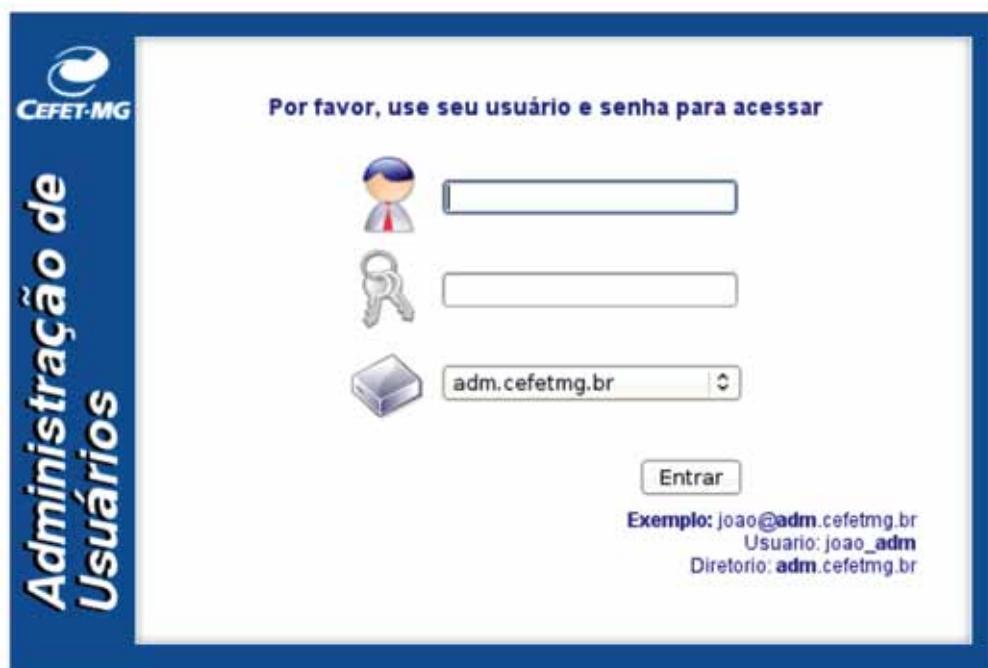 CEFET-MG
Administração de
Usuários
Por favor, use seu usuário e senha para acessar
adm.cefetmg.br
Entrar
Exemplo: joao@adm.cefetmg.br
Usuario: joao_adm
Diretorio: adm.cefetmg.br